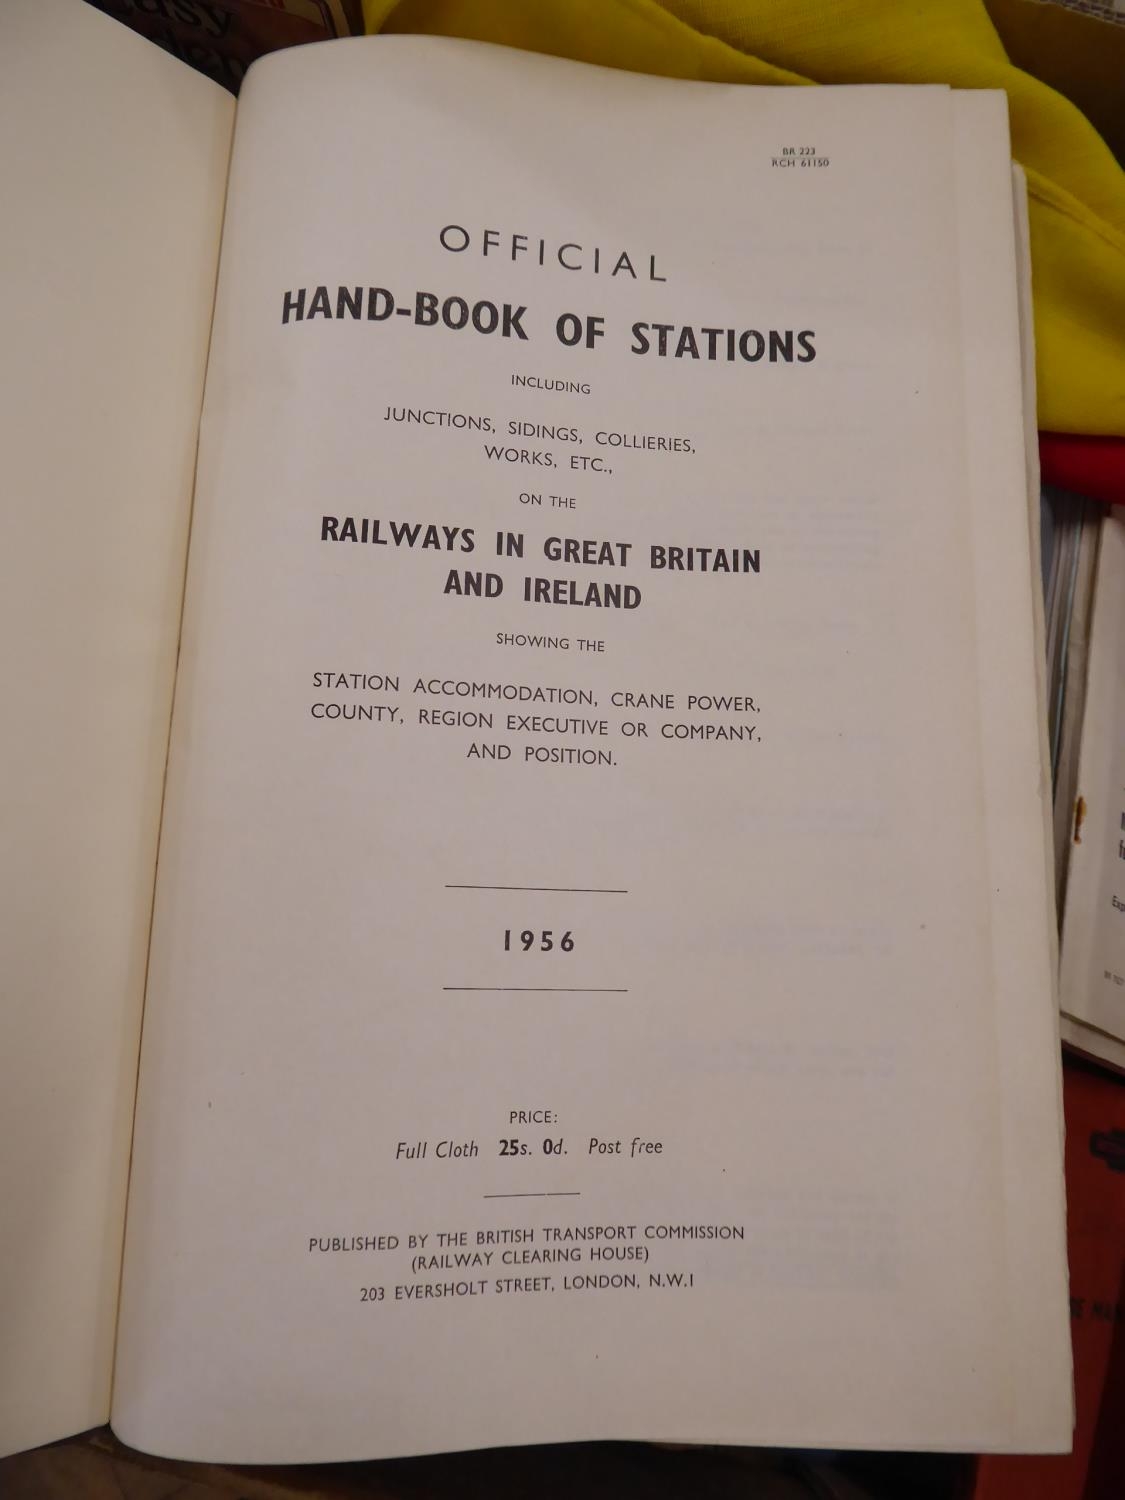 BR 223
RCH 61150
OFFICIAL
HAND-BOOK OF STATIONS
INCLUDING
JUNCTIONS, SIDINGS, COLLIERIES,
WORKS, ETC.,
ON THE
RAILWAYS IN GREAT BRITAIN
AND IRELAND
SHOWING THE
STATION ACCOMMODATION, CRANE POWER,
COUNTY, REGION EXECUTIVE OR COMPANY,
AND POSITION.
1956
PRICE:
Full Cloth 25s. 0d. Post free
PUBLISHED BY THE BRITISH TRANSPORT COMMISSION
(RAILWAY CLEARING HOUSE)
203 EVERSHOLT STREET, LONDON, N.W.1